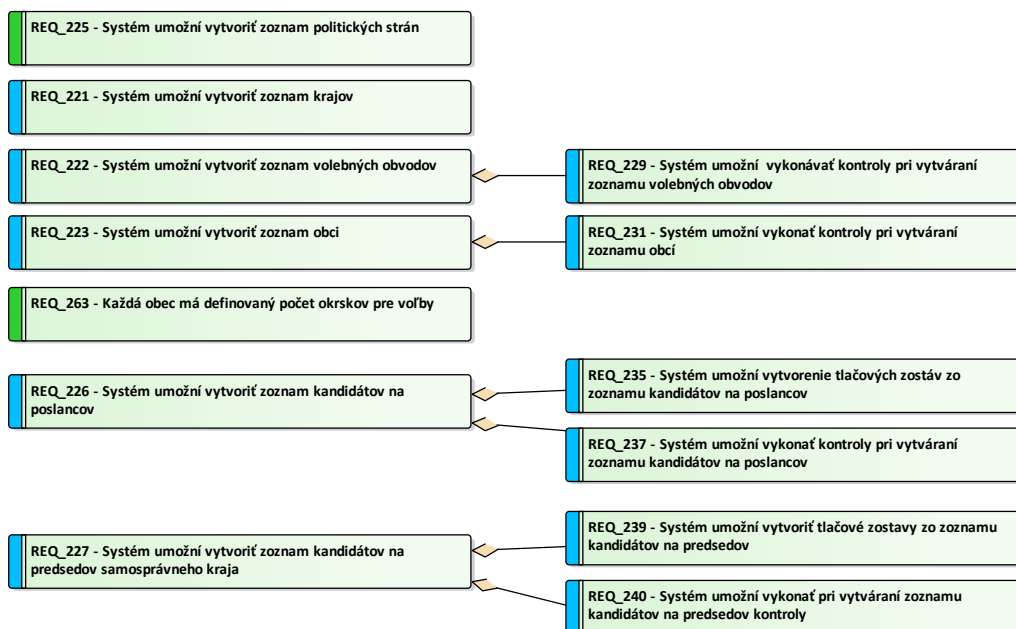 REQ_225 - Systém umožní vytvoriť zoznam politických strán
REQ_221 - Systém umožní vytvoriť zoznam krajov
REQ_222 - Systém umožní vytvoriť zoznam volebných obvodov
REQ_229 - Systém umožní  vykonávať kontroly pri vytváraní
zoznamu volebných obvodov
REQ_223 - Systém umožní vytvoriť zoznam obci
REQ_231 - Systém umožní vykonať kontroly pri vytváraní
zoznamu obcí
REQ_263 - Každá obec má definovaný počet okrskov pre voľby
REQ_226 - Systém umožní vytvoriť zoznam kandidátov na
poslancov
REQ_235 - Systém umožní vytvorenie tlačových zostáv zo
zoznamu kandidátov na poslancov
REQ_237 - Systém umožní vykonať kontroly pri vytváraní
zoznamu kandidátov na poslancov
REQ_227 - Systém umožní vytvoriť zoznam kandidátov na
predsedov samosprávneho kraja
REQ_239 - Systém umožní vytvoriť tlačové zostavy zo zoznamu
kandidátov na predsedov
REQ_240 - Systém umožní vykonať pri vytváraní zoznamu
kandidátov na predsedov kontroly